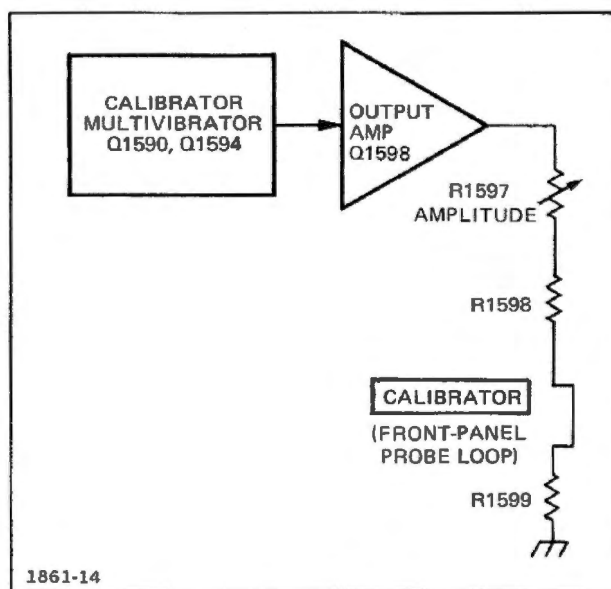 CALIBRATOR
MULTIVIBRATOR
Q1590, Q1594
OUTPUT
AMP
Q1598
R1597
AMPLITUDE
R1598
CALIBRATOR
(FRONT-PANEL
PROBE LOOP)
R1599
1861-14